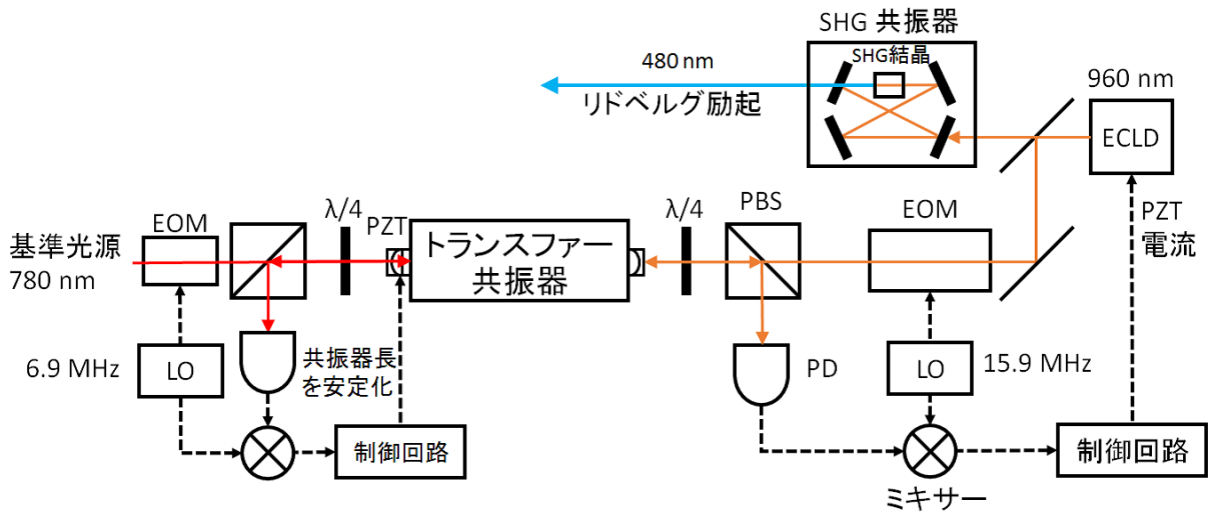 SHG 共振器
SHG結晶
480 nm
リドベルグ励起
960 nm
ECLD
EOM
λ/4
PZT
トランスファー
共振器
λ/4
PBS
EOM
PZT
電流
基準光源
780 nm
6.9 MHz
LO
共振器長
を安定化
PD
LO
15.9 MHz
制御回路
制御回路
ミキサー